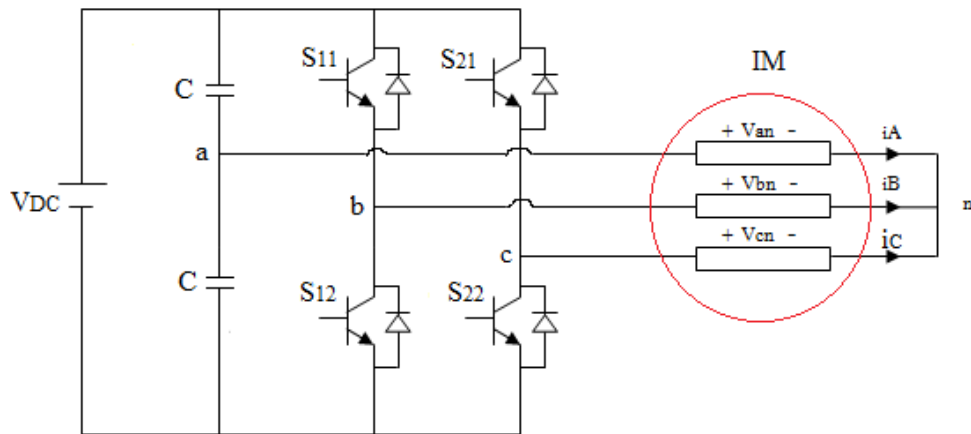 S11
S21
IM
C
+ Van -
iA
a
VDC
b
+ Vbn -
iB
n
c
+ Vcn -
iC
C
S12
S22